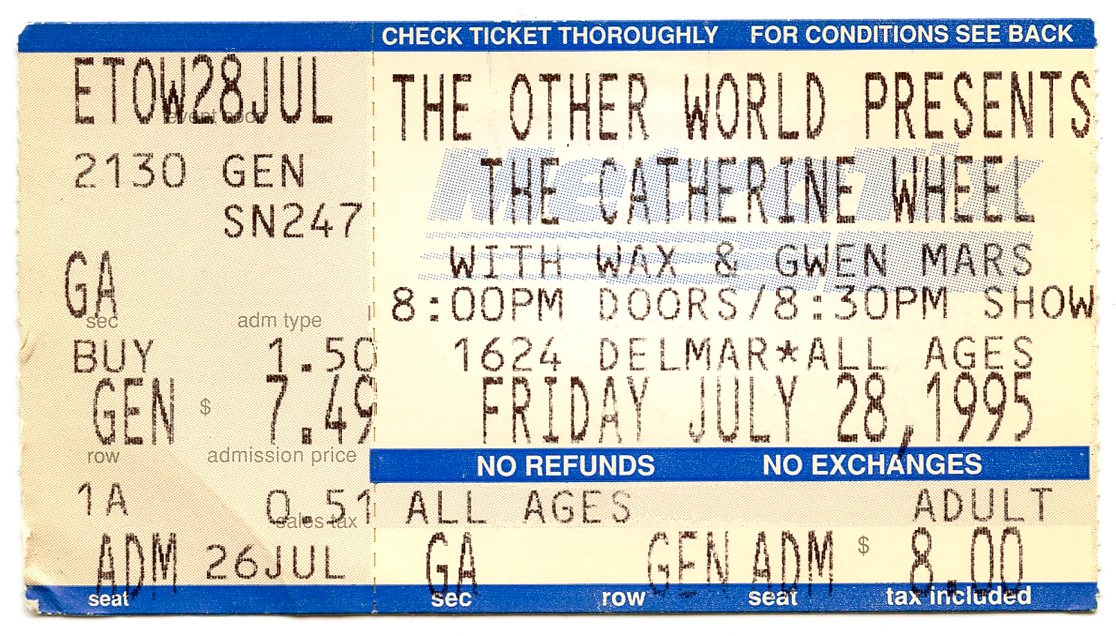 CHECK TICKET THOROUGHLY FOR CONDITIONS SEE BACK
ETOW28JUL
event code
2130 GEN
SN247
GA
sec adm type
BUY 1.50
GEN $ 7.49
row admission price
1A 0.51
sales tax
ADM 26JUL
seat
THE OTHER WORLD PRESENTS
THE CATHERINE WHEEL
WITH WAX & GWEN MARS
8:00PM DOORS/8:30PM SHOW
1624 DELMAR*ALL AGES
FRIDAY JULY 28,1995
NO REFUNDS NO EXCHANGES
ALL AGES ADULT
GA GEN ADM $ 8.00
sec row seat tax included